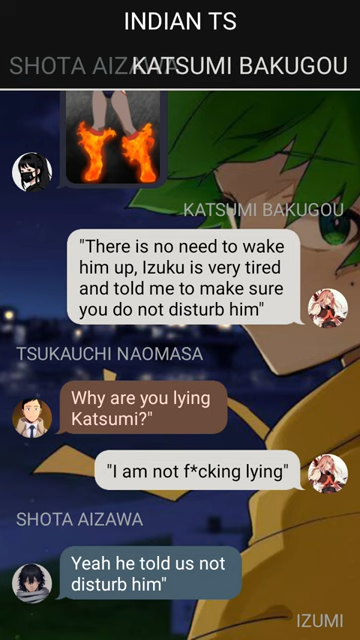 INDIAN TS
SHOTA AIZAWA
KATSUMI BAKUGOU
KATSUMI BAKUGOU
"There is no need to wake
him up, Izuku is very tired
and told me to make sure
you do not disturb him"
TSUKAUCHI NAOMASA
Why are you lying
Katsumi?"
"I am not f*cking lying"
SHOTA AIZAWA
Yeah he told us not
disturb him"
IZUMI